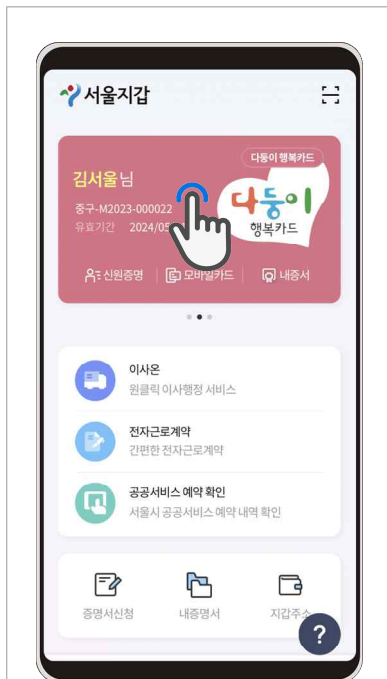 서울지갑
다둥이 행복카드
김서울님
중구-M2023-000022
유효기간 2024/05
다둥이
행복카드
신원증명
모바일카드
내증서
이사온
원클릭 이사행정 서비스
전자근로계약
간편한 전자근로계약
공공서비스 예약 확인
서울시 공공서비스 예약 내역 확인
증명서신청
내증명서
지갑주소
?